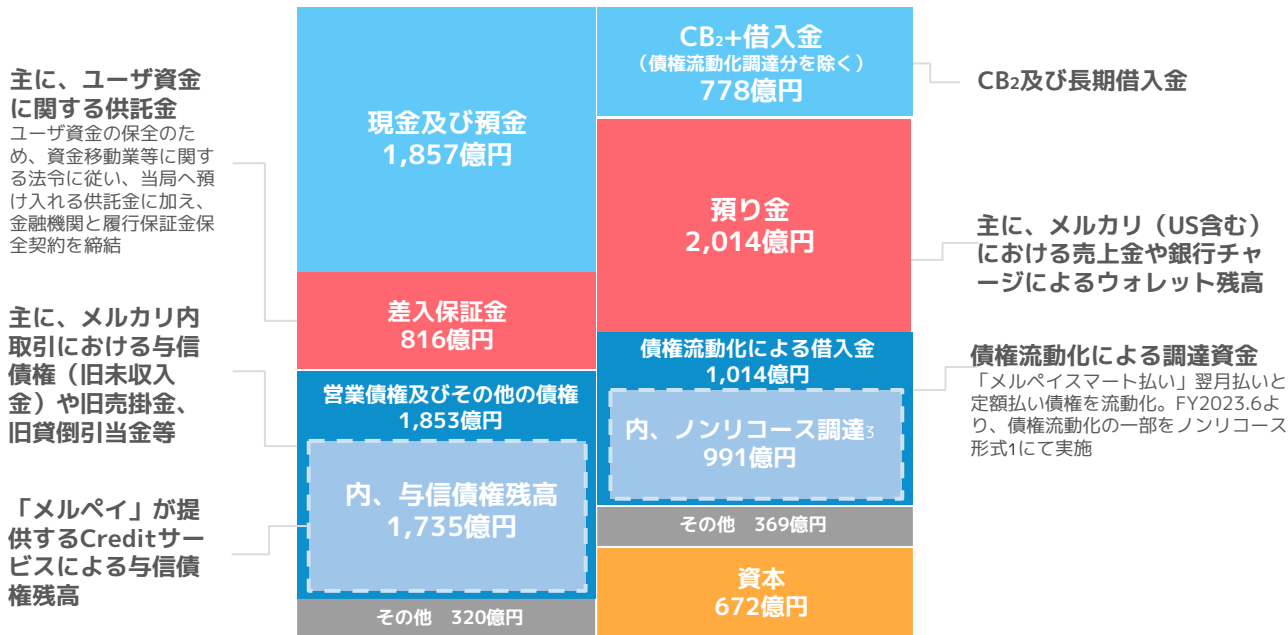 主に、ユーザ資金
に関する供託金
ユーザ資金の保全のた
め、資金移動業等に関す
る法令に従い、当局へ預
け入れる供託金に加え、
金融機関と履行保証金保
全契約を締結
主に、メルカリ内
取引における与信
債権（旧未収入
金）や旧売掛金、
旧貸倒引当金等
「メルペイ」が提
供するCreditサー
ビスによる与信債
権残高
現金及び預金
1,857億円
差入保証金
816億円
営業債権及びその他の債権
1,853億円
内、与信債権残高
1,735億円
その他　320億円
CB2+借入金
（債権流動化調達分を除く）
778億円
預り金
2,014億円
債権流動化による借入金
1,014億円
内、ノンリコース調達3
991億円
その他　369億円
資本
672億円
CB2及び長期借入金
主に、メルカリ（US含む）
における売上金や銀行チャ
ージによるウォレット残高
債権流動化による調達資金
「メルペイスマート払い」翌月払いと
定額払い債権を流動化。FY2023.6よ
り、債権流動化の一部をノンリコース
形式1にて実施